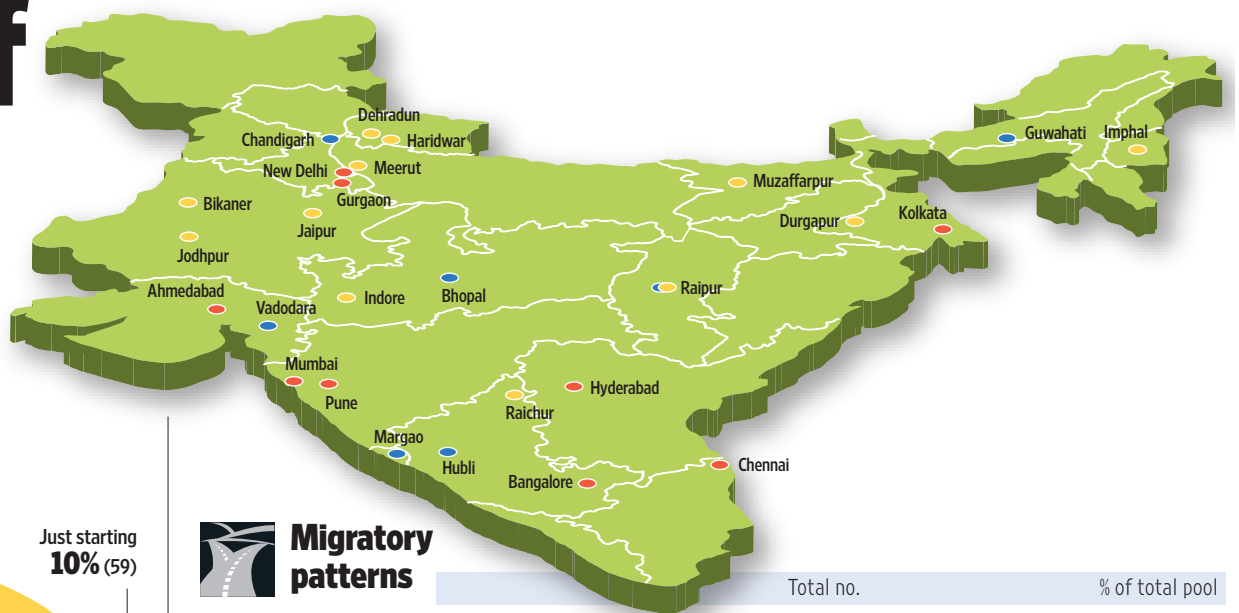 f
Dehradun
Chandigarh
Haridwar
Guwahati
Imphal
New Delhi
Meerut
Muzaffarpur
Gurgaon
Bikaner
Jaipur
Durgapur
Kolkata
Jodhpur
Ahmedabad
Vadodara
Indore
Bhopal
Raipur
Mumbai
Pune
Hyderabad
Raichur
Margao
Hubli
Bangalore
Chennai
Just starting
10% (59)
Migratory
patterns
Total no. % of total pool